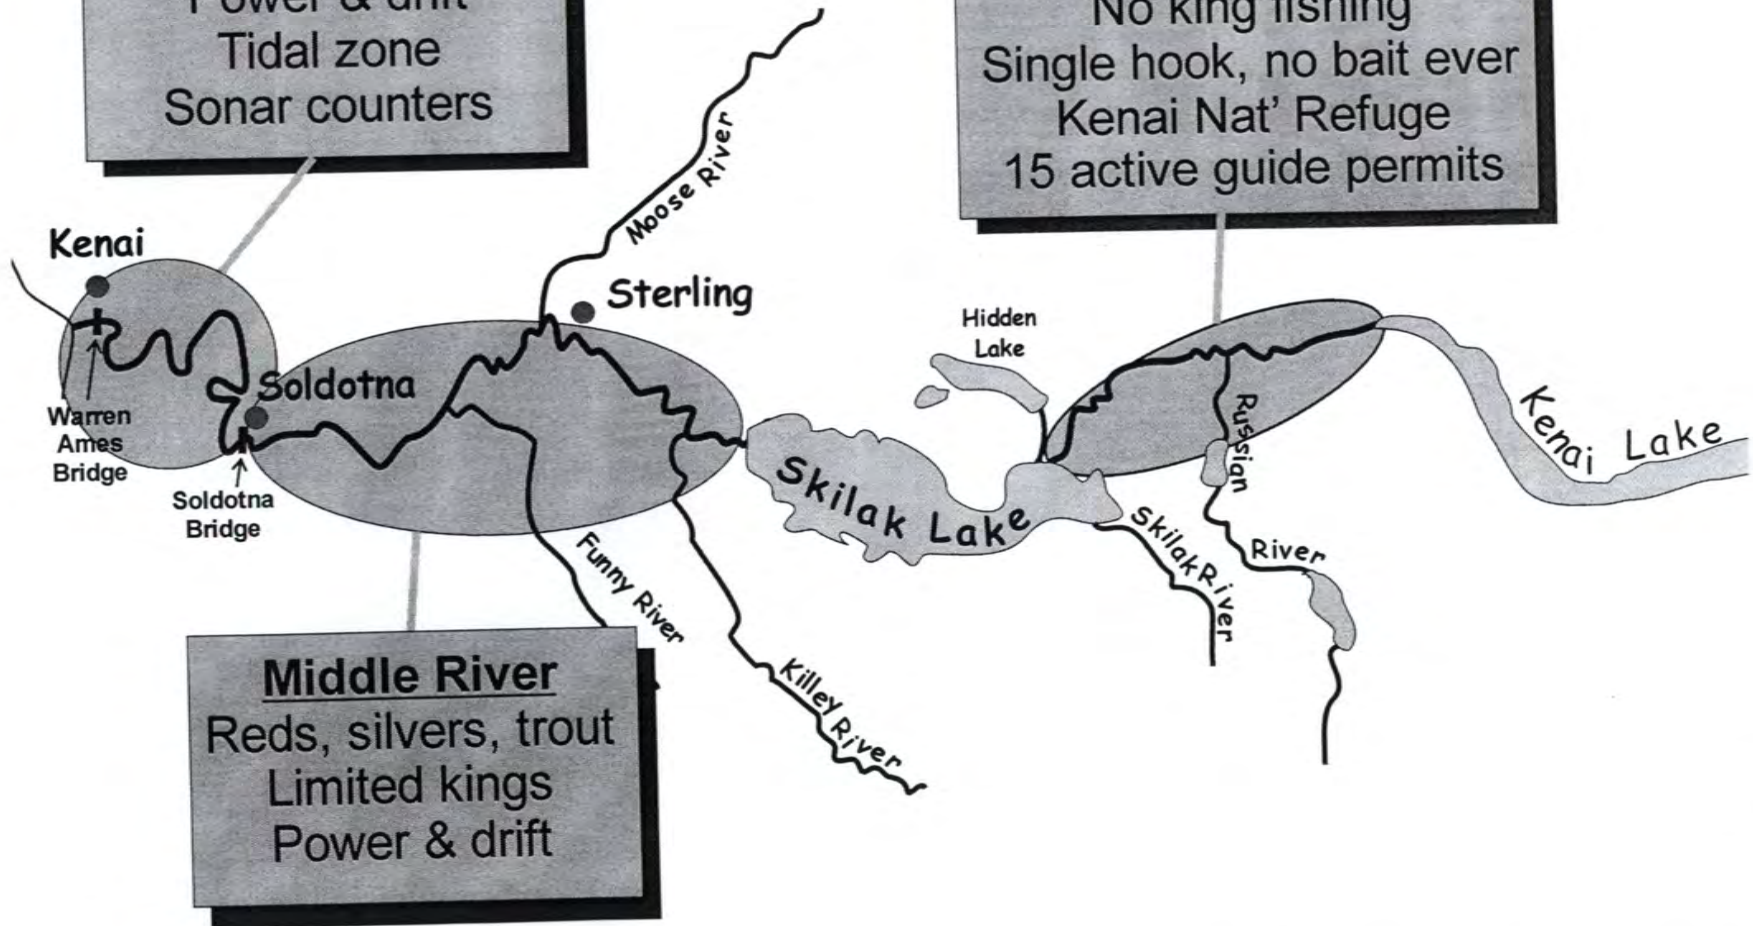 Power & drift
Tidal zone
Sonar counters
No king fishing
Single hook, no bait ever
Kenai Nat' Refuge
15 active guide permits
Moose River
Kenai
Sterling
Hidden
Lake
Soldotna
Warren
Ames
Bridge
Soldotna
Bridge
Skilak Lake
Russian
River
Kenai Lake
Skilak River
Funny River
Killey River
Middle River
Reds, silvers, trout
Limited kings
Power & drift